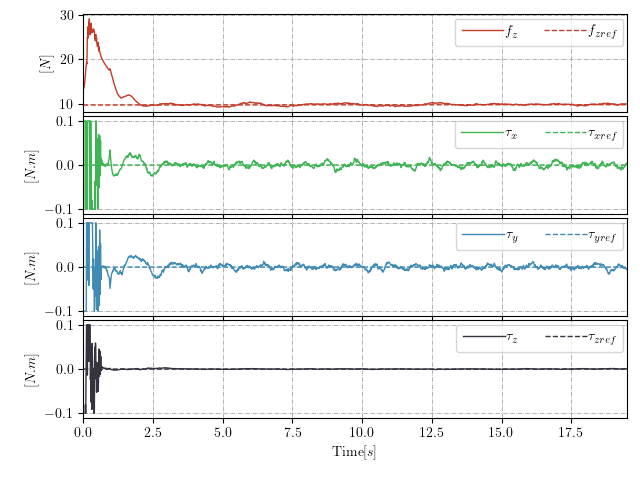 30
20
10
[N]
f_z f_zref
0.1
0.0
−0.1
[N.m]
τ_x τ_xref
0.1
0.0
−0.1
[N.m]
τ_y τ_yref
0.1
0.0
−0.1
[N.m]
τ_z τ_zref
0.0 2.5 5.0 7.5 10.0 12.5 15.0 17.5
Time[s]